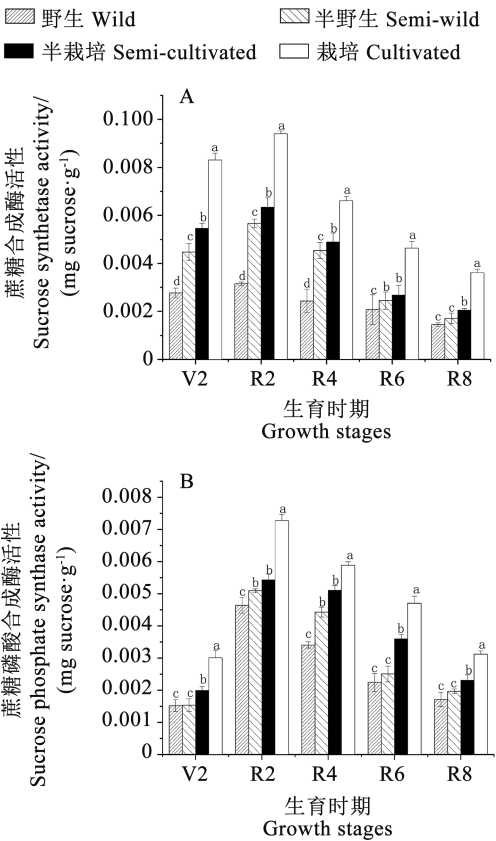 野生 Wild
半野生 Semi-wild
半栽培 Semi-cultivated
栽培 Cultivated
A
蔗糖合成酶活性
Sucrose synthetase activity/
(mg sucrose·g-1)
0.100
0.008
0.006
0.004
0.002
0
d c b a
d c b a
d c b a
c b b a
c c b a
V2 R2 R4 R6 R8
生育时期
Growth stages
B
蔗糖磷酸合成酶活性
Sucrose phosphate synthase activity/
(mg sucrose·g-1)
0.008
0.007
0.006
0.005
0.004
0.003
0.002
0.001
0
c c b a
c b b a
c b b a
c c b a
c c b a
V2 R2 R4 R6 R8
生育时期
Growth stages